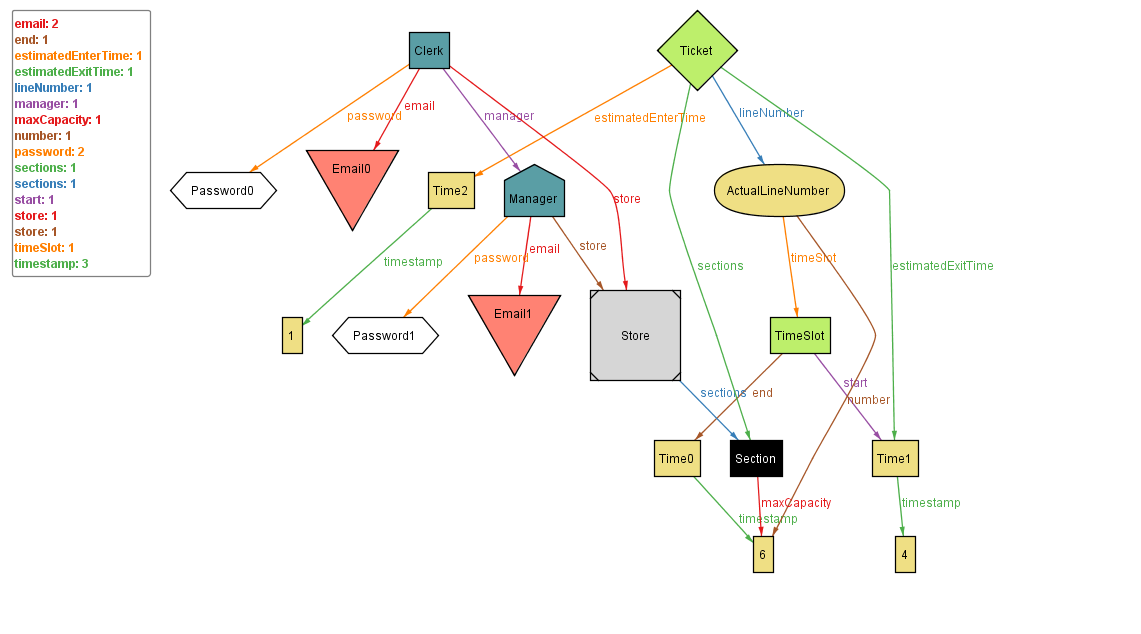 email: 2
end: 1
estimatedEnterTime: 1
estimatedExitTime: 1
lineNumber: 1
manager: 1
maxCapacity: 1
number: 1
password: 2
sections: 1
sections: 1
start: 1
store: 1
store: 1
timeSlot: 1
timestamp: 3
Clerk
Ticket
email
lineNumber
password
manager
estimatedEnterTime
Email0
Password0
Time2
Manager
ActualLineNumber
store
store
email
timestamp
password
timeSlot
sections
estimatedExitTime
Email1
1
Password1
Store
TimeSlot
start
sections
end
number
Time0
Section
Time1
maxCapacity
timestamp
timestamp
6
4